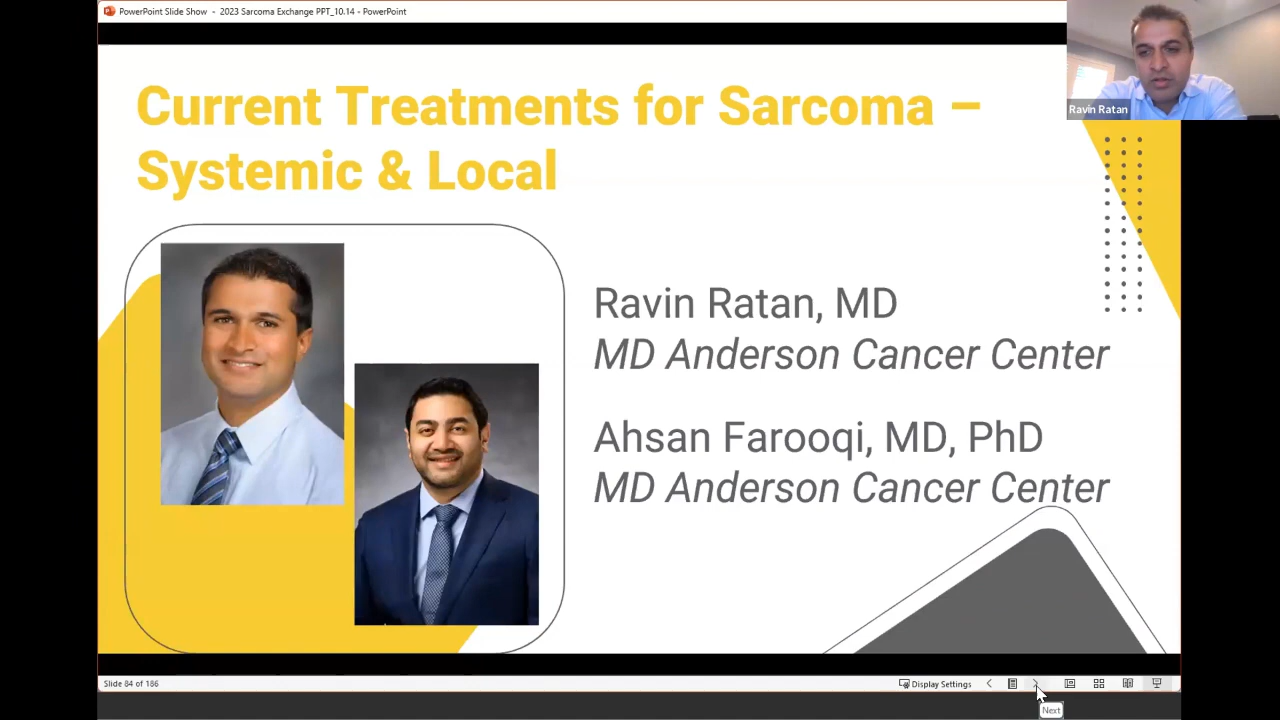 PowerPoint Slide Show - 2023 Sarcoma Exchange PPT_10.14 - PowerPoint
Ravin Ratan
Current Treatments for Sarcoma –
Systemic & Local
Ravin Ratan, MD
MD Anderson Cancer Center
Ahsan Farooqi, MD, PhD
MD Anderson Cancer Center
Slide 84 of 186
Display Settings
Next